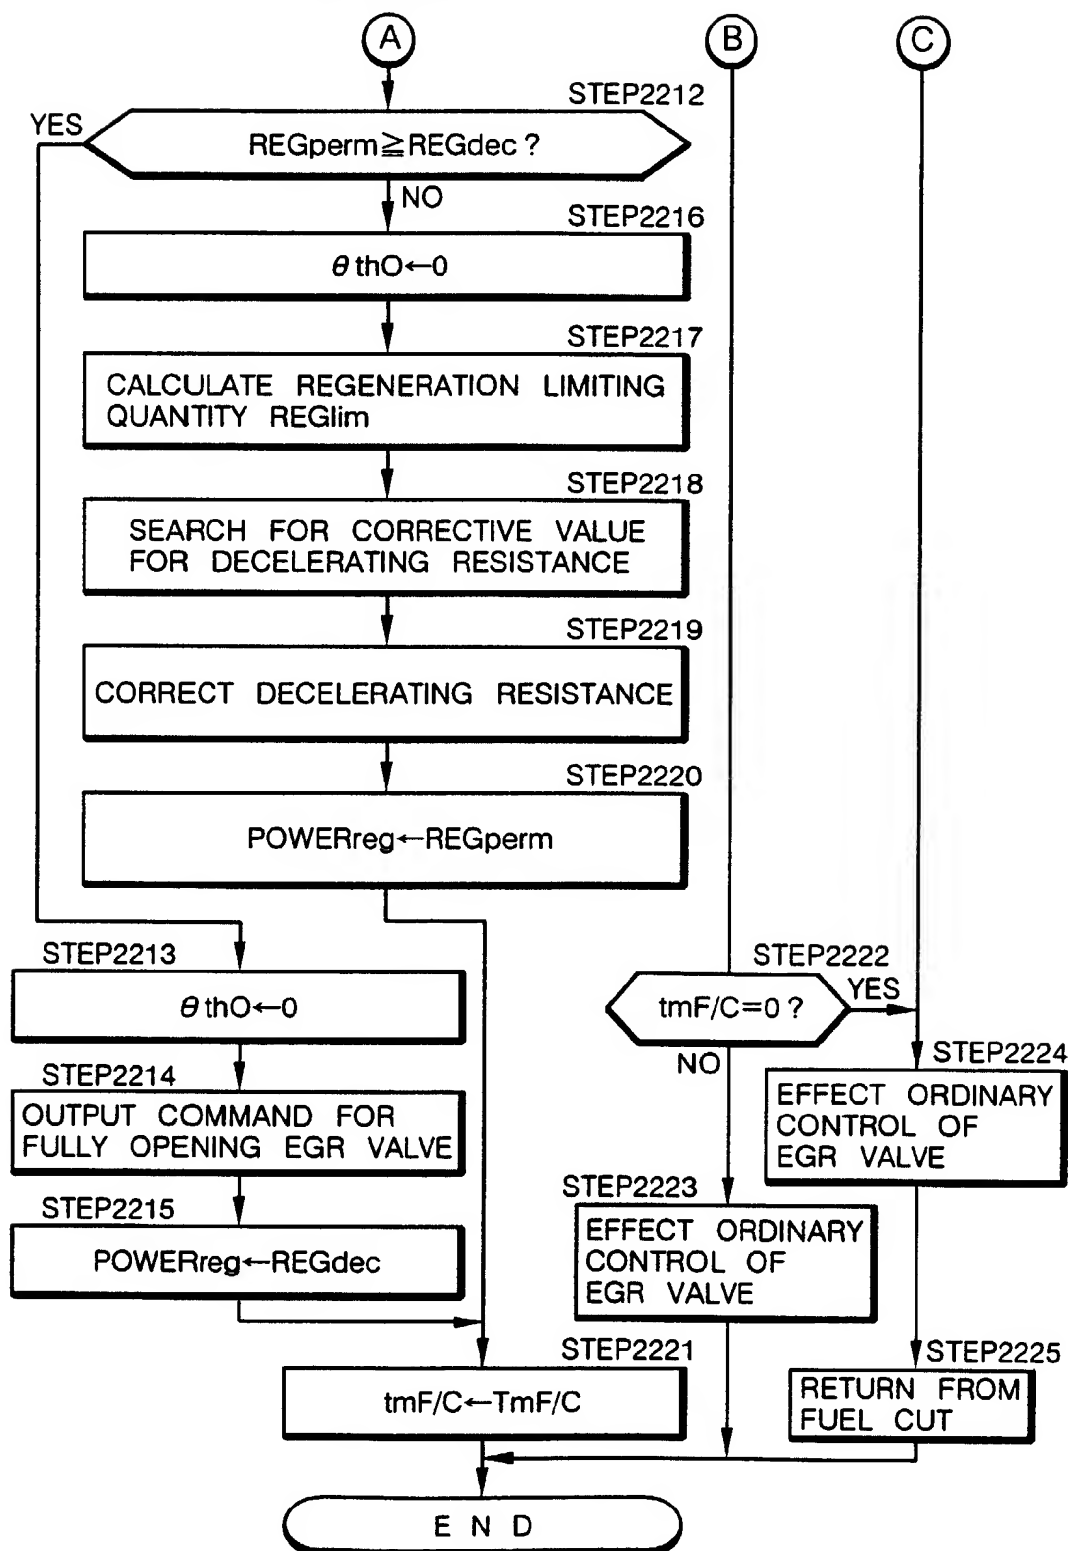 A
B
C
STEP2212
YES
REGperm≧REGdec ?
NO
STEP2216
θ thO←0
STEP2217
CALCULATE REGENERATION LIMITING
QUANTITY REGlim
STEP2218
SEARCH FOR CORRECTIVE VALUE
FOR DECELERATING RESISTANCE
STEP2219
CORRECT DECELERATING RESISTANCE
STEP2220
POWERreg←REGperm
STEP2213
θ thO←0
STEP2214
OUTPUT COMMAND FOR
FULLY OPENING EGR VALVE
STEP2215
POWERreg←REGdec
STEP2222
tmF/C=0 ?
YES
NO
STEP2224
EFFECT ORDINARY
CONTROL OF
EGR VALVE
STEP2223
EFFECT ORDINARY
CONTROL OF
EGR VALVE
STEP2221
tmF/C←TmF/C
STEP2225
RETURN FROM
FUEL CUT
E N D